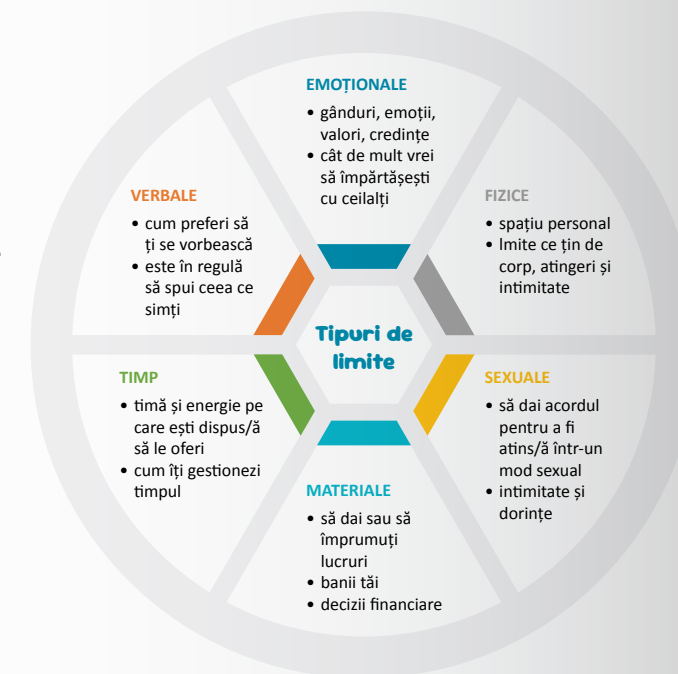 EMOȚIONALE
• gânduri, emoții,
valori, credințe
• cât de mult vrei
să împărtășești
cu ceilalți
VERBALE
• cum preferi să
ți se vorbească
• este în regulă
să spui ceea ce
simți
FIZICE
• spațiu personal
• lmite ce țin de
corp, atingeri și
intimitate
Tipuri de
limite
TIMP
• timă și energie pe
care ești dispus/ă
să le oferi
• cum îți gestionezi
timpul
SEXUALE
• să dai acordul
pentru a fi
atins/ă într-un
mod sexual
• intimitate și
dorințe
MATERIALE
• să dai sau să
împrumuți
lucruri
• banii tăi
• decizii financiare